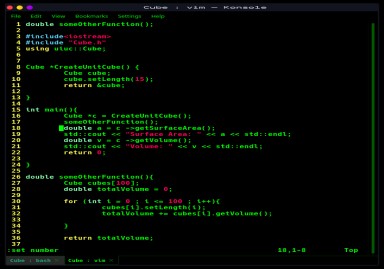 Cube : vim — Konsole
File Edit View Bookmarks Settings Help
1 double someOtherFunction();
2
3 #include<iostream>
4 #include "Cube.h"
5 using uiuc::Cube;
6
7
8 Cube *CreateUnitCube() {
9 Cube cube;
10 cube.setLength(15);
11 return &cube;
12
13 }
14
15 int main(){
16 Cube *c = CreateUnitCube();
17 someOtherFunction();
18 double a = c ->getSurfaceArea();
19 std::cout << "Surface Area: " << a << std::endl;
20 double v = c ->getVolume();
21 std::cout << "Volume: " << v << std::endl;
22 return 0;
23
24 }
25
26 double someOtherFunction(){
27 Cube cubes[100];
28 double totalVolume = 0;
29
30 for (int i = 0 ; i <= 100 ; i++){
31 cubes[i].setLength(i);
32 totalVolume += cubes[i].getVolume();
33
34 }
35
36 return totalVolume;
37
:set number 18,1-8 Top
Cube : bash Cube : vim